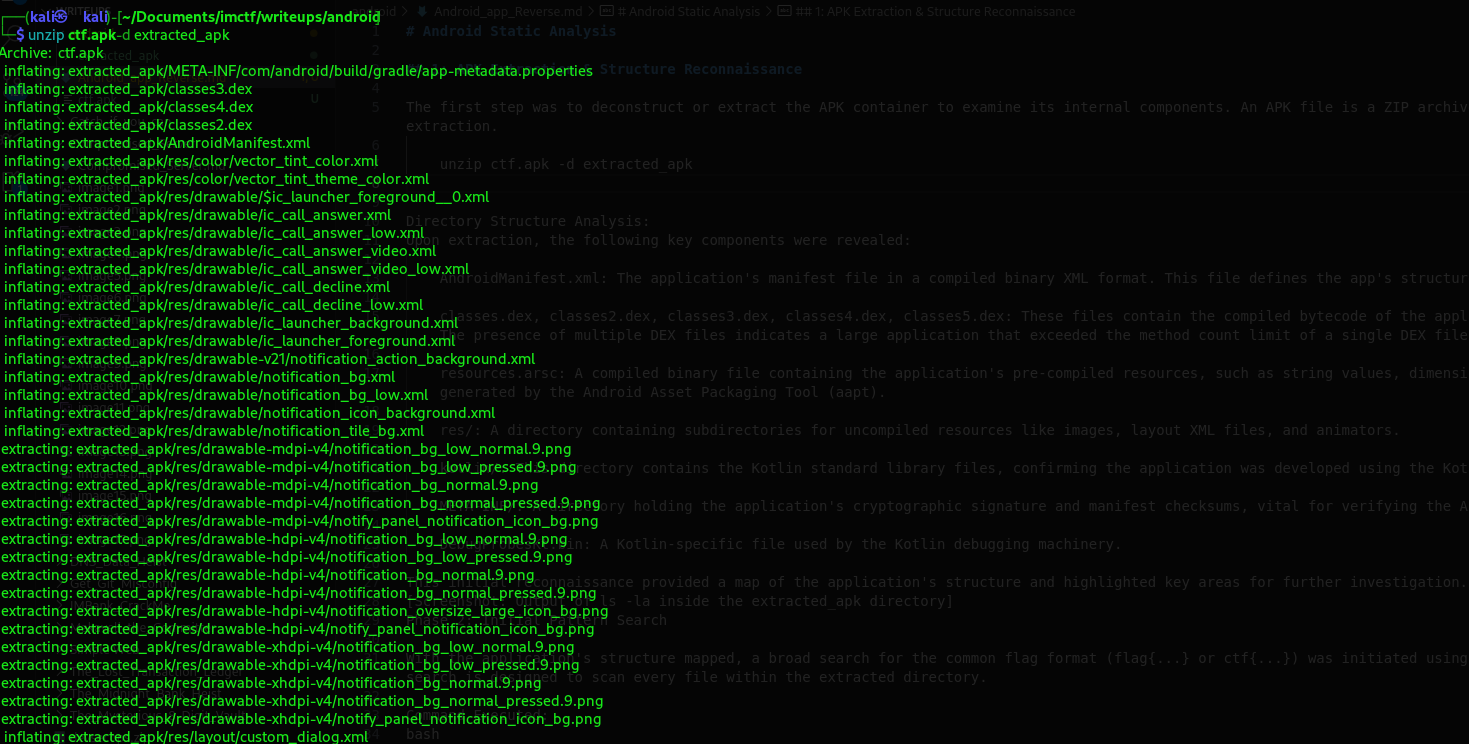 (kali㉿ kali)-[~/Documents/imctf/writeups/android]
$ unzip ctf.apk -d extracted_apk
Archive: ctf.apk
inflating: extracted_apk/META-INF/com/android/build/gradle/app-metadata.properties
inflating: extracted_apk/classes3.dex
inflating: extracted_apk/classes4.dex
inflating: extracted_apk/classes2.dex
inflating: extracted_apk/AndroidManifest.xml
inflating: extracted_apk/res/color/vector_tint_color.xml
inflating: extracted_apk/res/color/vector_tint_theme_color.xml
inflating: extracted_apk/res/drawable/$ic_launcher_foreground__0.xml
inflating: extracted_apk/res/drawable/ic_call_answer.xml
inflating: extracted_apk/res/drawable/ic_call_answer_low.xml
inflating: extracted_apk/res/drawable/ic_call_answer_video.xml
inflating: extracted_apk/res/drawable/ic_call_answer_video_low.xml
inflating: extracted_apk/res/drawable/ic_call_decline.xml
inflating: extracted_apk/res/drawable/ic_call_decline_low.xml
inflating: extracted_apk/res/drawable/ic_launcher_background.xml
inflating: extracted_apk/res/drawable/ic_launcher_foreground.xml
inflating: extracted_apk/res/drawable-v21/notification_action_background.xml
inflating: extracted_apk/res/drawable/notification_bg.xml
inflating: extracted_apk/res/drawable/notification_bg_low.xml
inflating: extracted_apk/res/drawable/notification_icon_background.xml
inflating: extracted_apk/res/drawable/notification_tile_bg.xml
extracting: extracted_apk/res/drawable-mdpi-v4/notification_bg_low_normal.9.png
extracting: extracted_apk/res/drawable-mdpi-v4/notification_bg_low_pressed.9.png
extracting: extracted_apk/res/drawable-mdpi-v4/notification_bg_normal.9.png
extracting: extracted_apk/res/drawable-mdpi-v4/notification_bg_normal_pressed.9.png
extracting: extracted_apk/res/drawable-mdpi-v4/notify_panel_notification_icon_bg.png
extracting: extracted_apk/res/drawable-hdpi-v4/notification_bg_low_normal.9.png
extracting: extracted_apk/res/drawable-hdpi-v4/notification_bg_low_pressed.9.png
extracting: extracted_apk/res/drawable-hdpi-v4/notification_bg_normal.9.png
extracting: extracted_apk/res/drawable-hdpi-v4/notification_bg_normal_pressed.9.png
extracting: extracted_apk/res/drawable-hdpi-v4/notification_oversize_large_icon_bg.png
extracting: extracted_apk/res/drawable-hdpi-v4/notify_panel_notification_icon_bg.png
extracting: extracted_apk/res/drawable-xhdpi-v4/notification_bg_low_normal.9.png
extracting: extracted_apk/res/drawable-xhdpi-v4/notification_bg_low_pressed.9.png
extracting: extracted_apk/res/drawable-xhdpi-v4/notification_bg_normal.9.png
extracting: extracted_apk/res/drawable-xhdpi-v4/notification_bg_normal_pressed.9.png
extracting: extracted_apk/res/drawable-xhdpi-v4/notify_panel_notification_icon_bg.png
inflating: extracted_apk/res/layout/custom_dialog.xml
Android_app_Reverse.md > # Android Static Analysis > ## 1: APK Extraction & Structure Reconnaissance
# Android Static Analysis
Structure Reconnaissance
The first step was to deconstruct or extract the APK container to examine its internal components. An APK file is a ZIP archiv
extraction.
unzip ctf.apk -d extracted_apk
Directory Structure Analysis:
Upon extraction, the following key components were revealed:
AndroidManifest.xml: The application's manifest file in a compiled binary XML format. This file defines the app's structur
classes.dex, classes2.dex, classes3.dex, classes4.dex, classes5.dex: These files contain the compiled bytecode of the appl
The presence of multiple DEX files indicates a large application that exceeded the method count limit of a single DEX file
resources.arsc: A compiled binary file containing the application's pre-compiled resources, such as string values, dimensi
generated by the Android Asset Packaging Tool (aapt).
res/: A directory containing subdirectories for uncompiled resources like images, layout XML files, and animators.
directory contains the Kotlin standard library files, confirming the application was developed using the Kot
holding the application's cryptographic signature and manifest checksums, vital for verifying the A
A Kotlin-specific file used by the Kotlin debugging machinery.
reconnaissance provided a map of the application's structure and highlighted key areas for further investigation.
ls -la inside the extracted_apk directory]
Search
structure mapped, a broad search for the common flag format (flag{...} or ctf{...}) was initiated using
designed to scan every file within the extracted directory.
bash